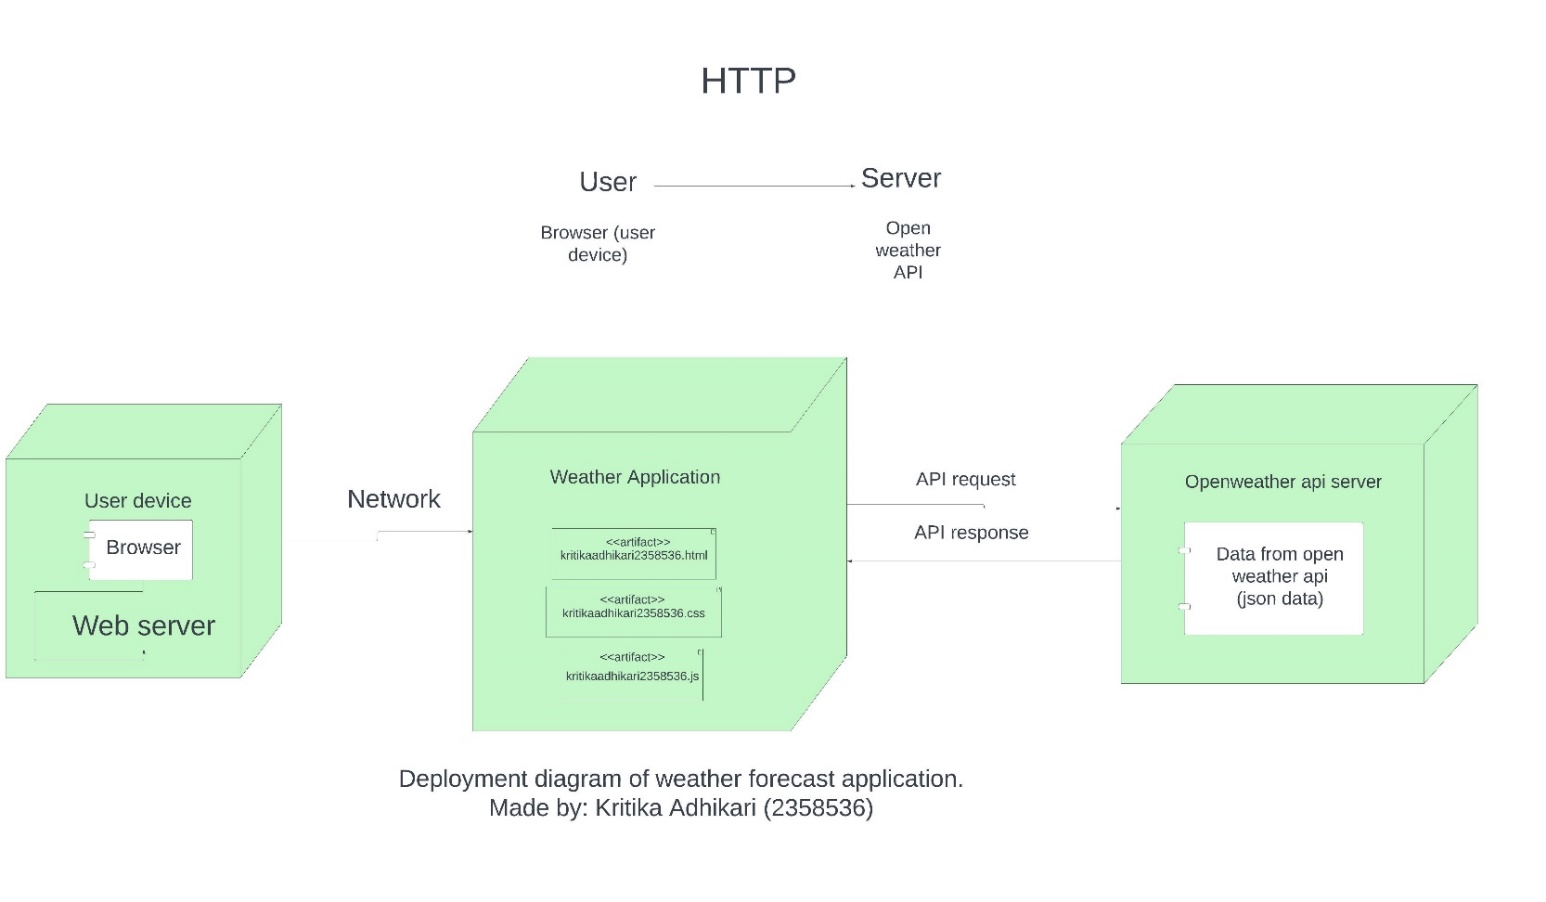 HTTP
User
Server
Browser (user
device)
Open
weather
API
User device
Browser
Web server
Network
Weather Application
<<artifact>>
kritikaadhikari2358536.html
<<artifact>>
kritikaadhikari2358536.css
<<artifact>>
kritikaadhikari2358536.js
API request
API response
Openweather api server
Data from open
weather api
(json data)
Deployment diagram of weather forecast application.
Made by: Kritika Adhikari (2358536)